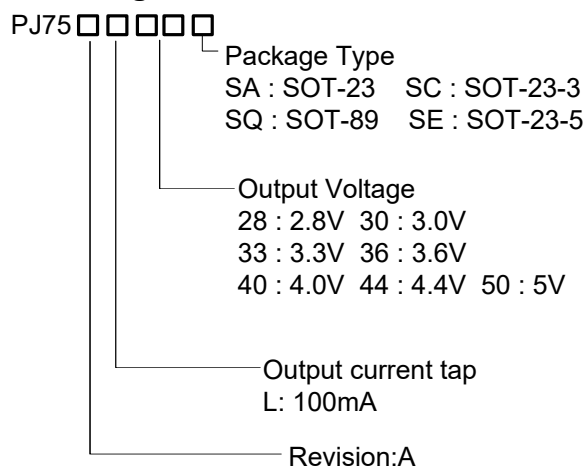 PJ75
Package Type
SA : SOT-23 SC : SOT-23-3
SQ : SOT-89 SE : SOT-23-5
Output Voltage
28 : 2.8V 30 : 3.0V
33 : 3.3V 36 : 3.6V
40 : 4.0V 44 : 4.4V 50 : 5V
Output current tap
L: 100mA
Revision:A